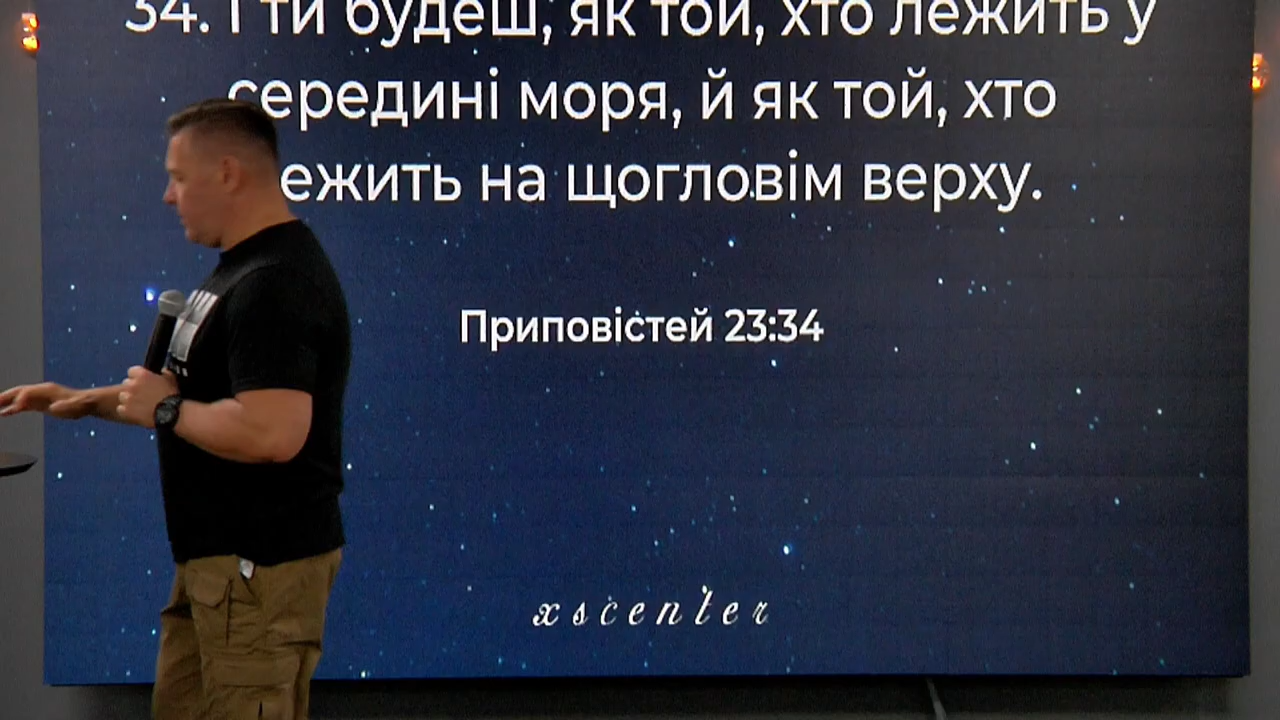 34. І ти будеш, як той, хто лежить у
середині моря, й як той, хто
ежить на щогловім верху.
Приповістей 23:34
xscenter